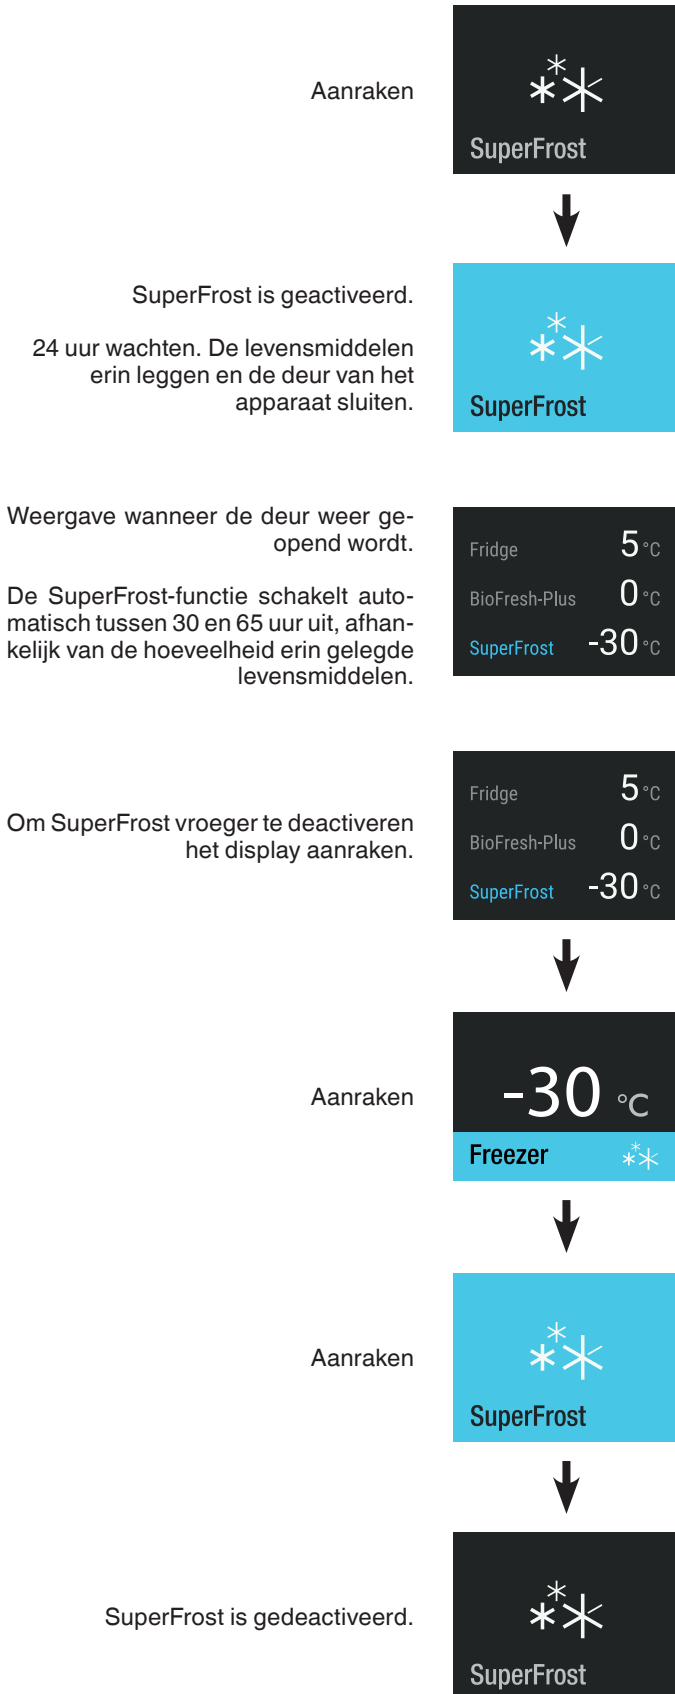 Aanraken
SuperFrost
SuperFrost is geactiveerd.
24 uur wachten. De levensmiddelen
erin leggen en de deur van het
apparaat sluiten.
SuperFrost
Weergave wanneer de deur weer ge-
opend wordt.
De SuperFrost-functie schakelt auto-
matisch tussen 30 en 65 uur uit, afhan-
kelijk van de hoeveelheid erin gelegde
levensmiddelen.
Fridge 5 °C
BioFresh-Plus 0 °C
SuperFrost -30 °C
Om SuperFrost vroeger te deactiveren
het display aanraken.
Fridge 5 °C
BioFresh-Plus 0 °C
SuperFrost -30 °C
Aanraken
-30 °C
Freezer
Aanraken
SuperFrost
SuperFrost is gedeactiveerd.
SuperFrost